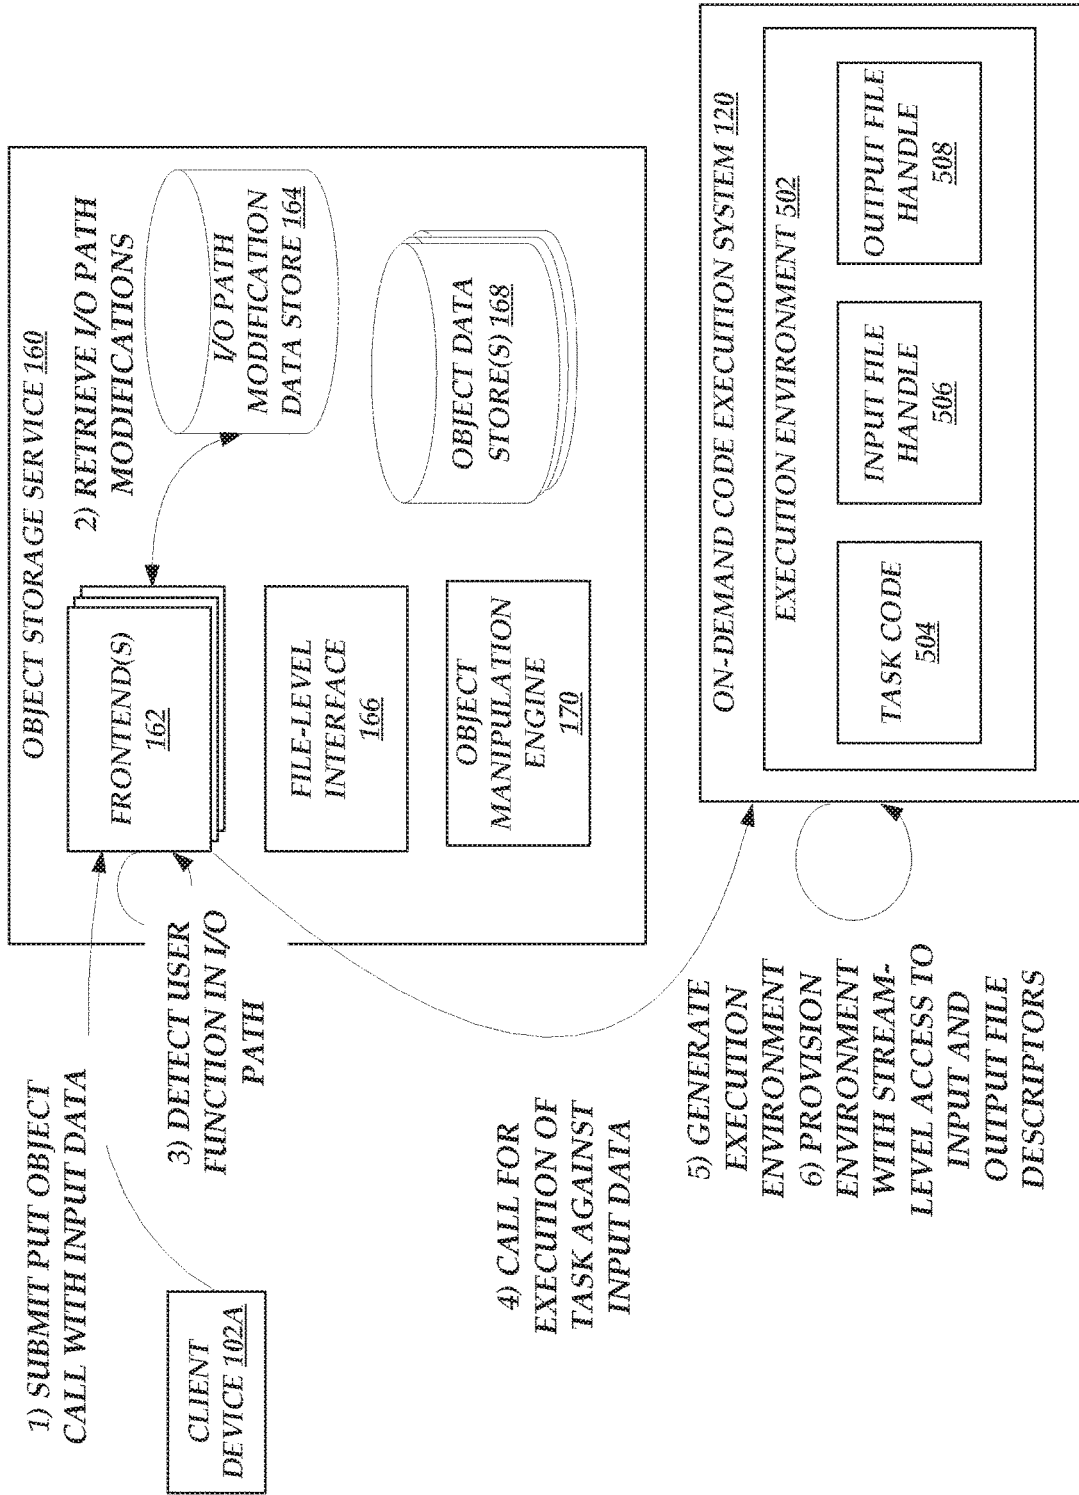 1) SUBMIT PUT OBJECT
CALL WITH INPUT DATA
CLIENT
DEVICE 102A
OBJECT STORAGE SERVICE 160
FRONTEND(S)
162
2) RETRIEVE I/O PATH
MODIFICATIONS
I/O PATH
MODIFICATION
DATA STORE 164
3) DETECT USER
FUNCTION IN I/O
PATH
FILE-LEVEL
INTERFACE
166
OBJECT DATA
STORE(S) 168
OBJECT
MANIPULATION
ENGINE
170
4) CALL FOR
EXECUTION OF
TASK AGAINST
INPUT DATA
5) GENERATE
EXECUTION
ENVIRONMENT
6) PROVISION
ENVIRONMENT
WITH STREAM-
LEVEL ACCESS TO
INPUT AND
OUTPUT FILE
DESCRIPTORS
ON-DEMAND CODE EXECUTION SYSTEM 120
EXECUTION ENVIRONMENT 502
TASK CODE
504
INPUT FILE
HANDLE
506
OUTPUT FILE
HANDLE
508